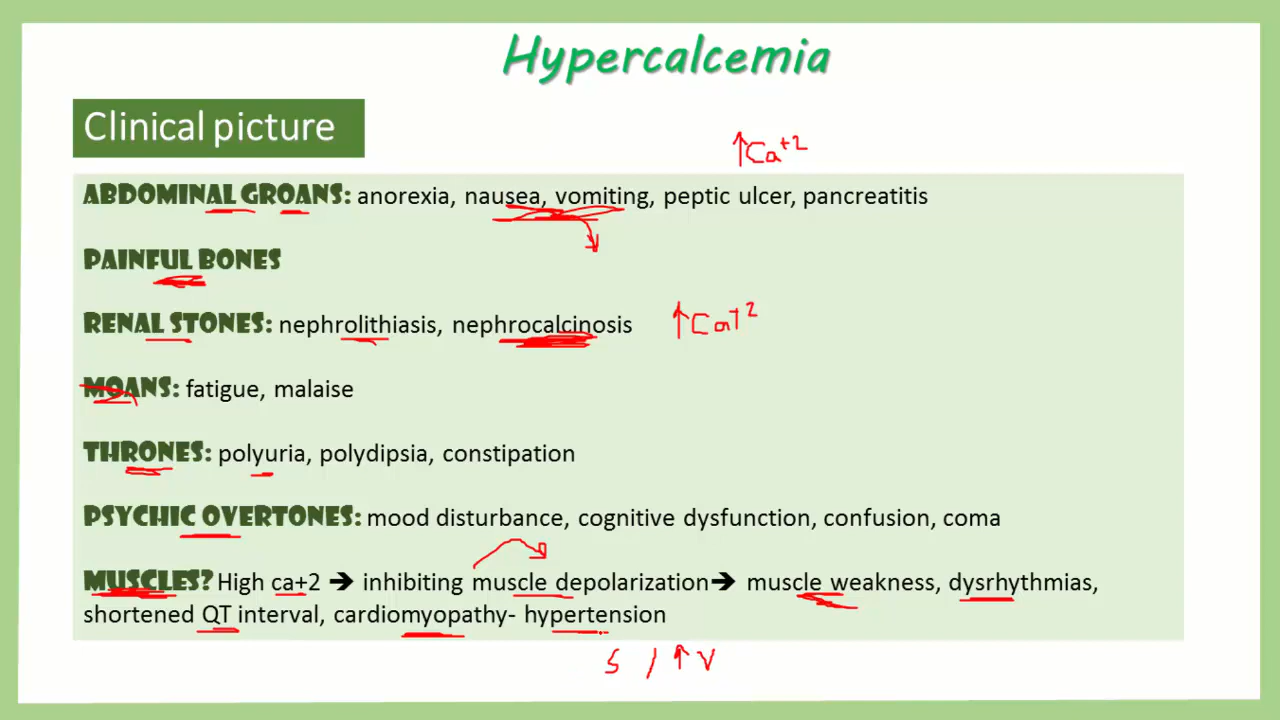 Hypercalcemia
Clinical picture
↑Ca+2
ABDOMINAL GROANS: anorexia, nausea, vomiting, peptic ulcer, pancreatitis
PAINFUL BONES
RENAL STONES: nephrolithiasis, nephrocalcinosis ↑Ca+2
MOANS: fatigue, malaise
THRONES: polyuria, polydipsia, constipation
PSYCHIC OVERTONES: mood disturbance, cognitive dysfunction, confusion, coma
MUSCLES? High ca+2 → inhibiting muscle depolarization→ muscle weakness, dysrhythmias,
shortened QT interval, cardiomyopathy- hypertension
S / ↑ V